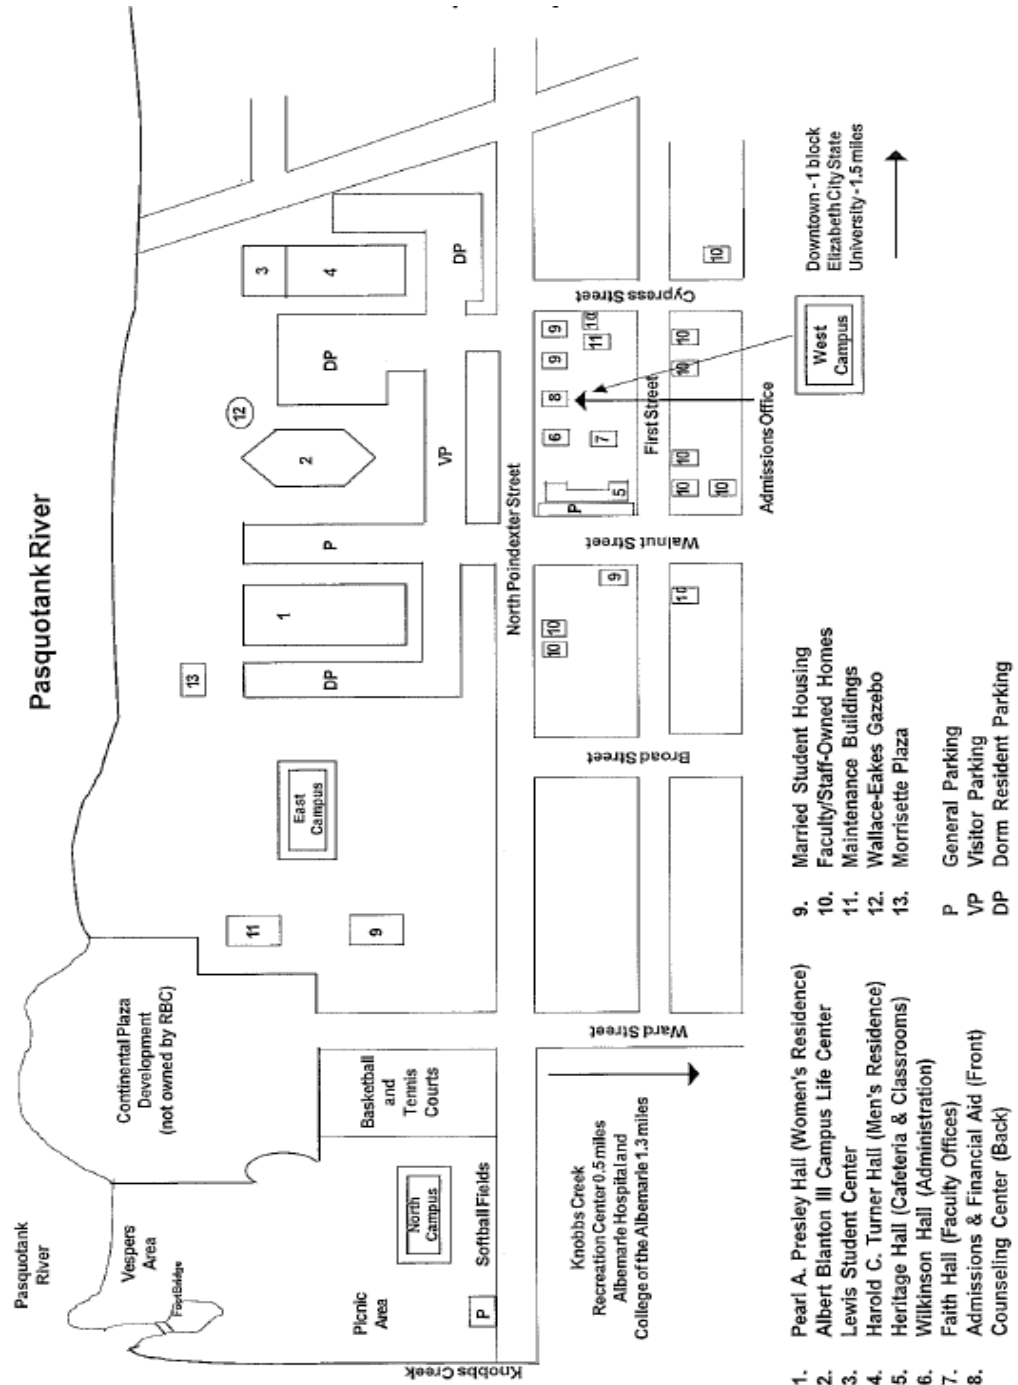 Pasquotank River
Pasquotank
River
Vespers
Area
FootBridge
Continental Plaza
Development
(not owned by RBC)
11
9
East
Campus
13
DP
1
P
2
12
DP
VP
3
4
DP
Basketball
and
Tennis
Courts
North
Campus
Softball Fields
Picnic
Area
P
Knobbs Creek
North Poindexter Street
Ward Street
Broad Street
Walnut Street
Cypress Street
First Street
10
10
9
10
P
5
6
7
8
9
9
11
10
10
10
10
10
10
10
Admissions Office
West
Campus
Knobbs Creek
Recreation Center 0.5 miles
Albemarle Hospital and
College of the Albemarle 1.3 miles
Downtown - 1 block
Elizabeth City State
University - 1.5 miles
1. Pearl A. Presley Hall (Women's Residence)
2. Albert Blanton III Campus Life Center
3. Lewis Student Center
4. Harold C. Turner Hall (Men's Residence)
5. Heritage Hall (Cafeteria & Classrooms)
6. Wilkinson Hall (Administration)
7. Faith Hall (Faculty Offices)
8. Admissions & Financial Aid (Front)
Counseling Center (Back)
9. Married Student Housing
10. Faculty/Staff-Owned Homes
11. Maintenance Buildings
12. Wallace-Eakes Gazebo
13. Morrisette Plaza
P General Parking
VP Visitor Parking
DP Dorm Resident Parking